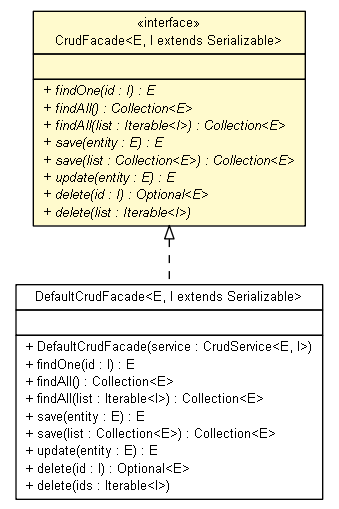 «interface»
CrudFacade<E, I extends Serializable>
+ findOne(id : I) : E
+ findAll() : Collection<E>
+ findAll(list : Iterable<I>) : Collection<E>
+ save(entity : E) : E
+ save(list : Collection<E>) : Collection<E>
+ update(entity : E) : E
+ delete(id : I) : Optional<E>
+ delete(list : Iterable<I>)
DefaultCrudFacade<E, I extends Serializable>
+ DefaultCrudFacade(service : CrudService<E, I>)
+ findOne(id : I) : E
+ findAll() : Collection<E>
+ findAll(list : Iterable<I>) : Collection<E>
+ save(entity : E) : E
+ save(list : Collection<E>) : Collection<E>
+ update(entity : E) : E
+ delete(id : I) : Optional<E>
+ delete(ids : Iterable<I>)